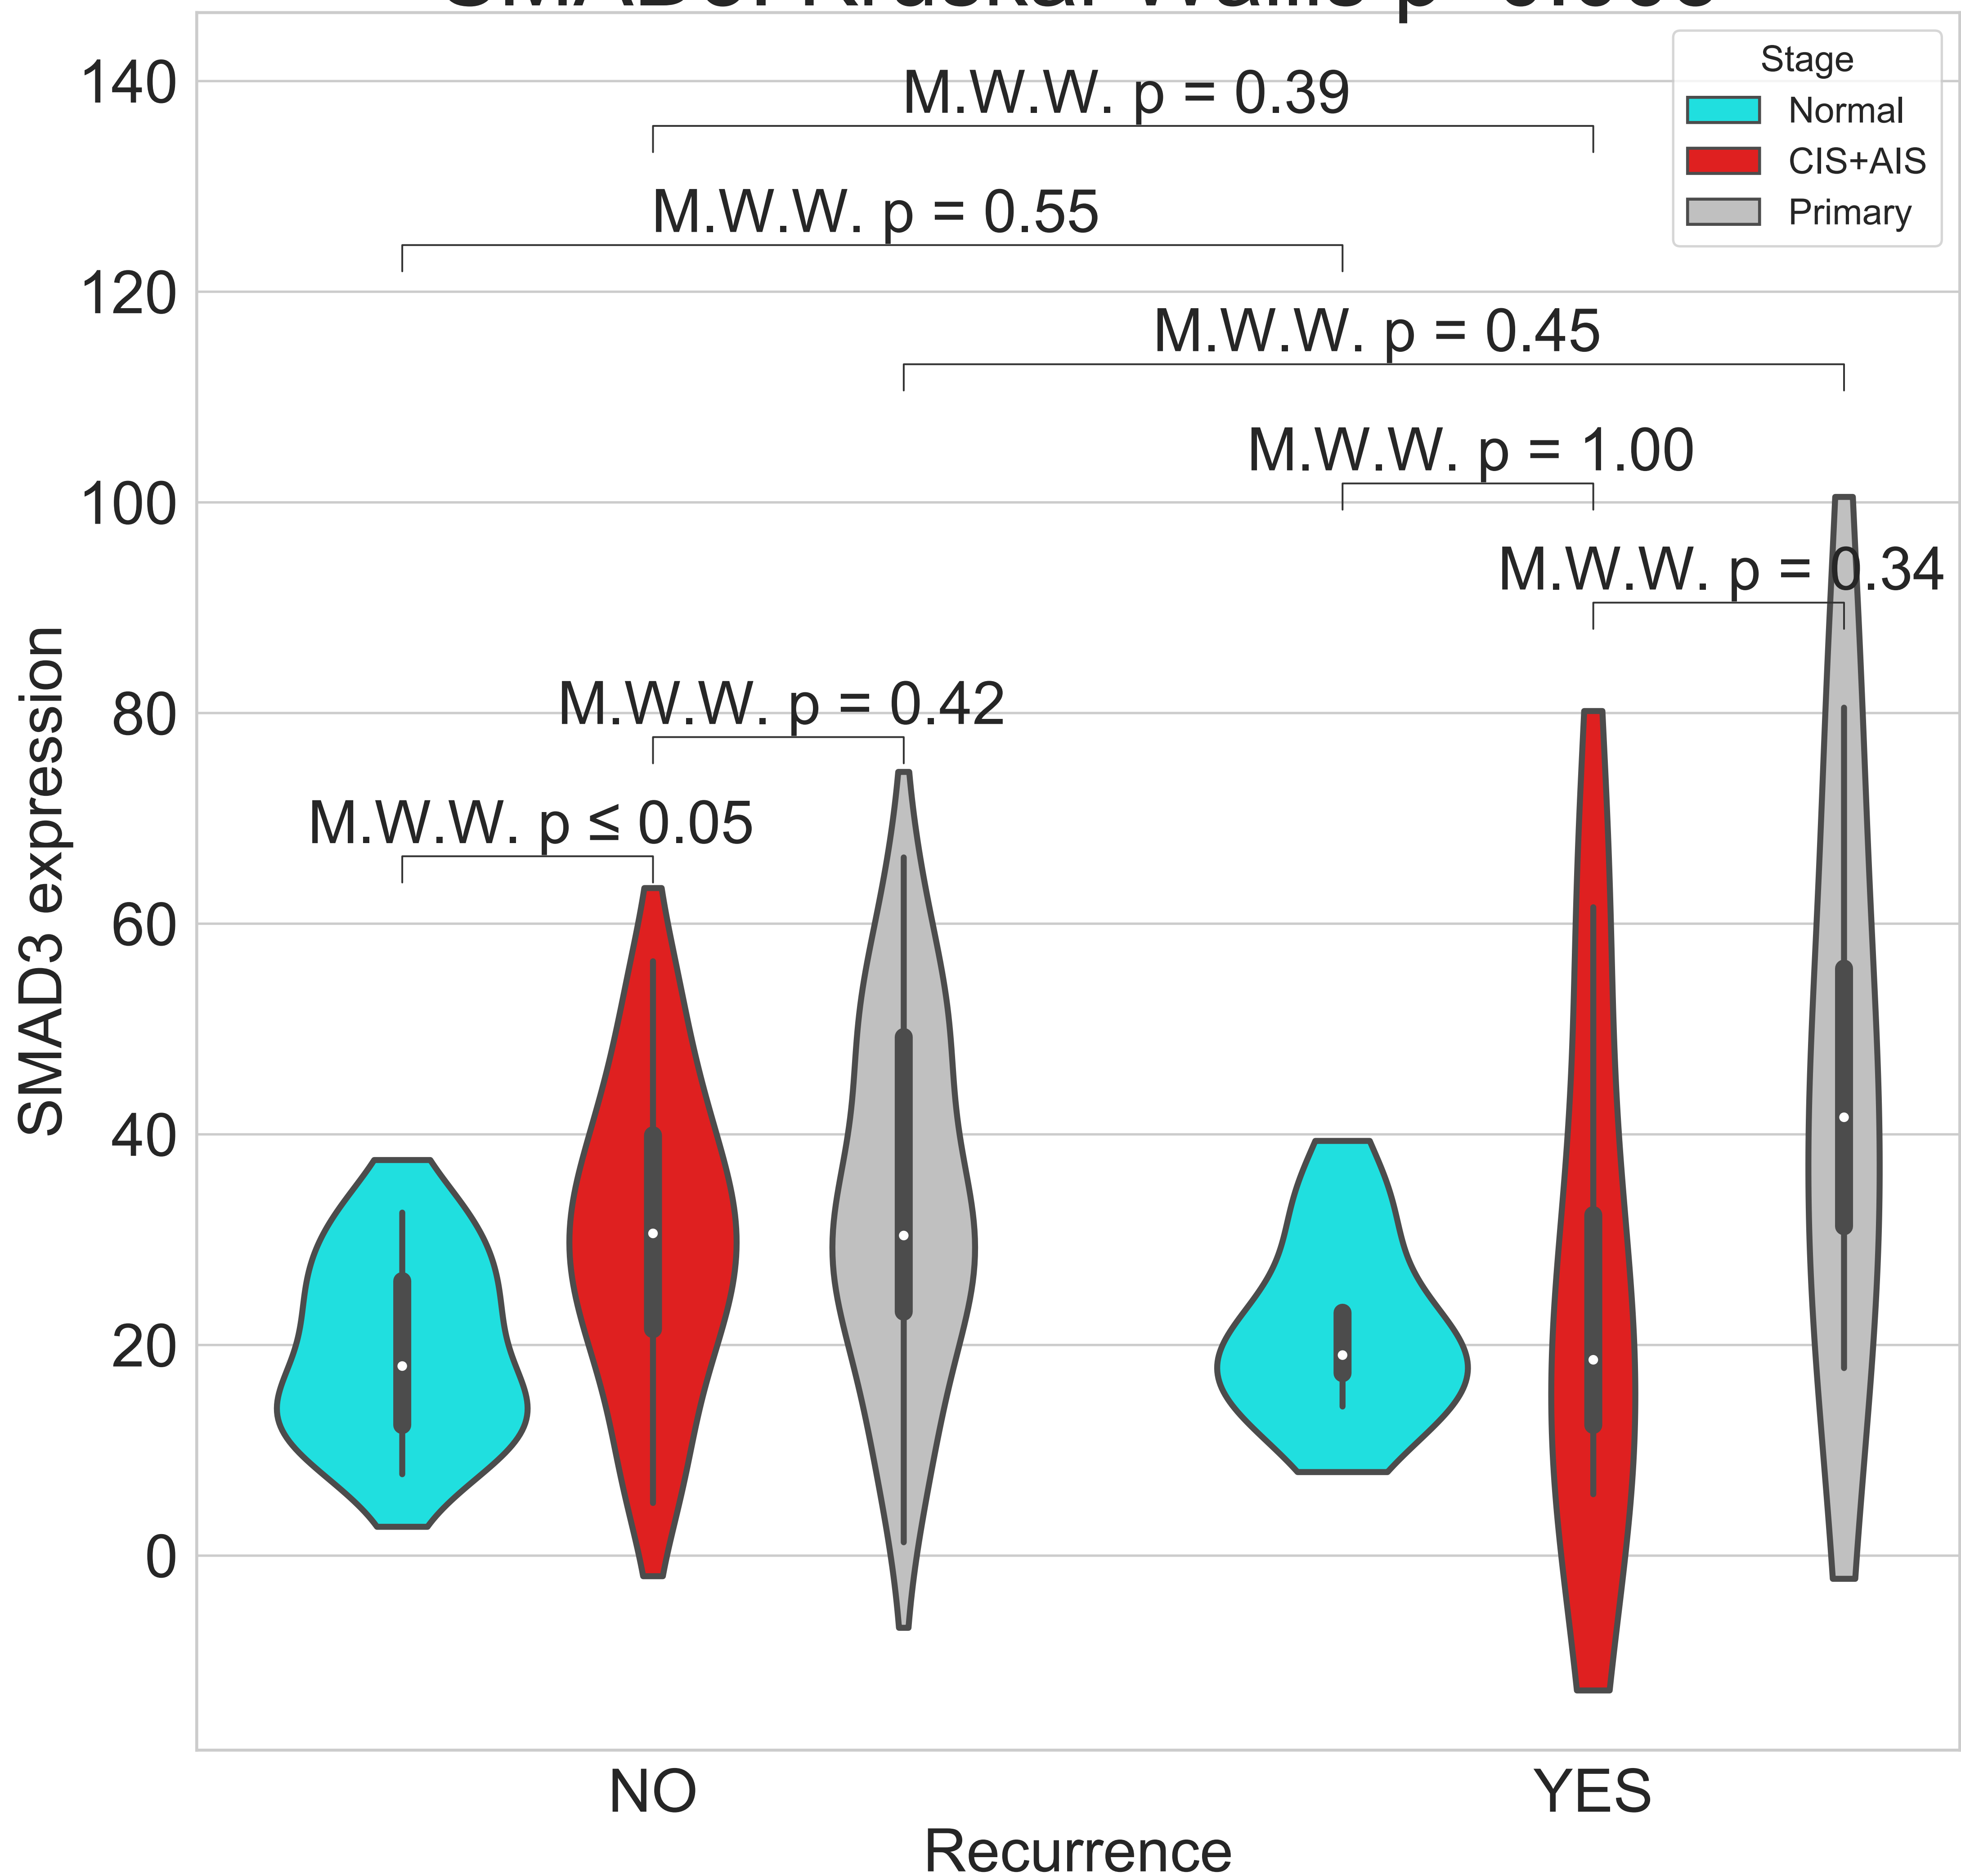 140
120
100
80
60
40
20
0
SMAD3 expression
M.W.W. p = 0.39
M.W.W. p = 0.55
M.W.W. p = 0.45
M.W.W. p = 1.00
M.W.W. p = 0.34
M.W.W. p = 0.42
M.W.W. p ≤ 0.05
Stage
Normal
CIS+AIS
Primary
NO
YES
Recurrence